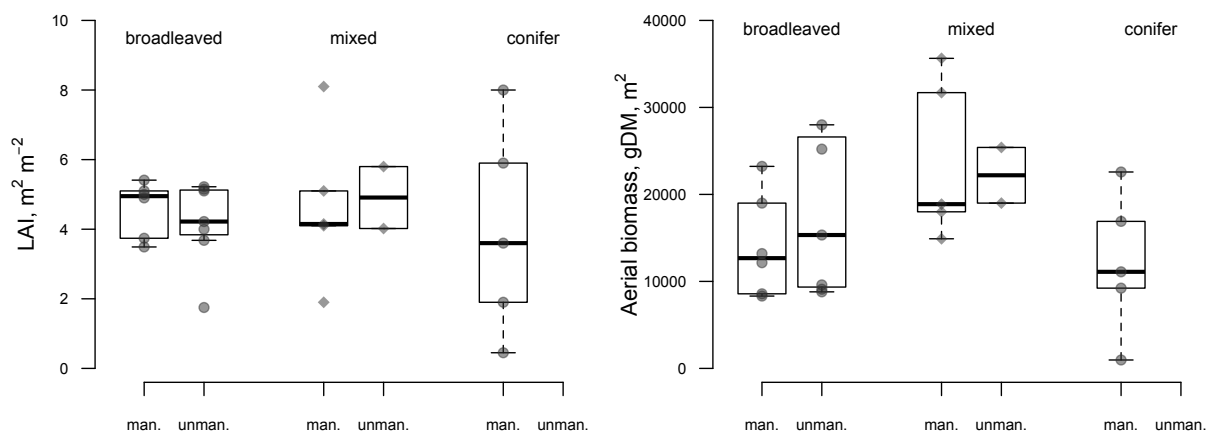 10
8
6
4
2
0
LAI, m² m⁻²
broadleaved mixed conifer
man. unman. man. unman. man. unman.
40000
30000
20000
10000
0
Aerial biomass, gDM, m²
broadleaved mixed conifer
man. unman. man. unman. man. unman.